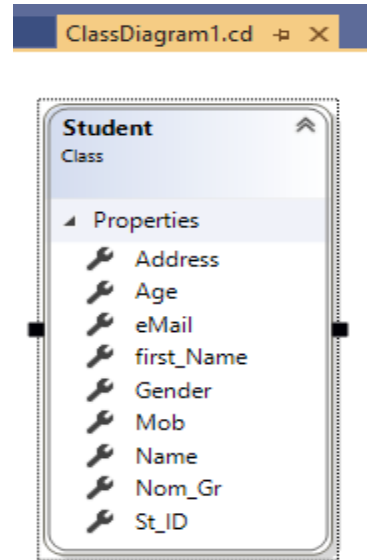 ClassDiagram1.cd
Student
Class
Properties
Address
Age
eMail
first_Name
Gender
Mob
Name
Nom_Gr
St_ID